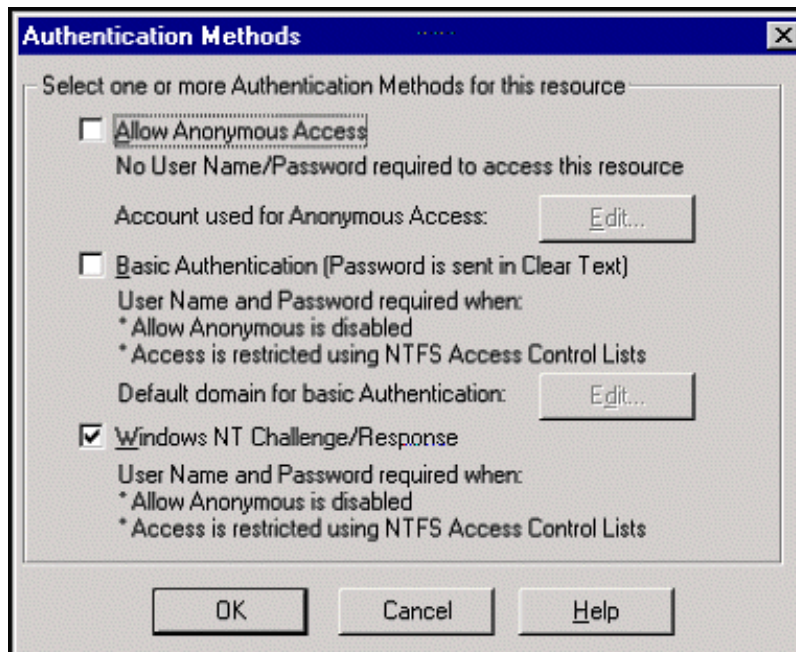 Authentication Methods
Select one or more Authentication Methods for this resource
Allow Anonymous Access
No User Name/Password required to access this resource
Account used for Anonymous Access: Edit...
Basic Authentication (Password is sent in Clear Text)
User Name and Password required when:
* Allow Anonymous is disabled
* Access is restricted using NTFS Access Control Lists
Default domain for basic Authentication: Edit...
Windows NT Challenge/Response
User Name and Password required when:
* Allow Anonymous is disabled
* Access is restricted using NTFS Access Control Lists
OK Cancel Help